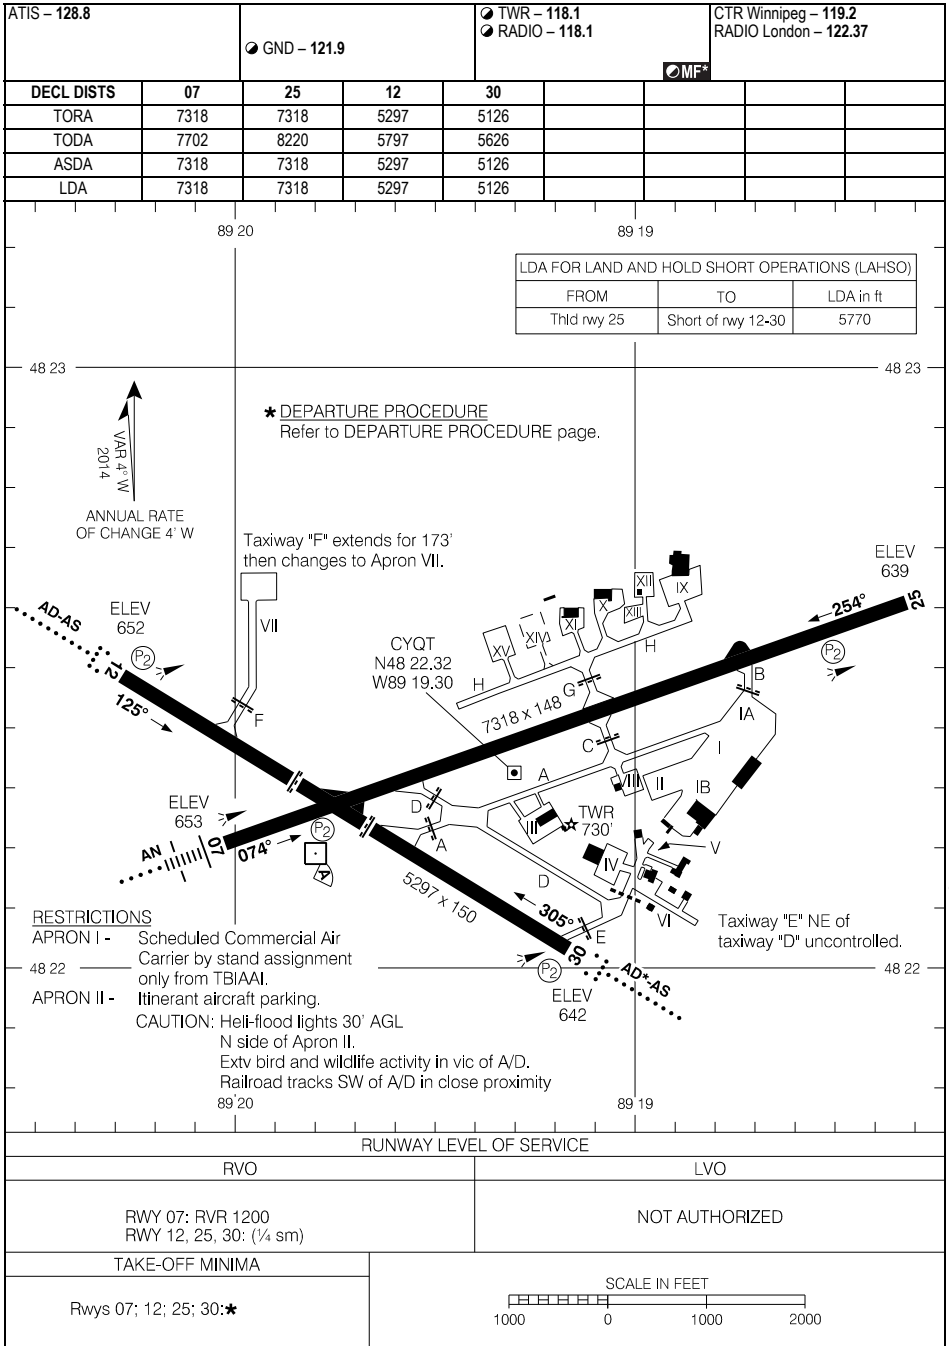 ATIS – 128.8
GND – 121.9
TWR – 118.1
RADIO – 118.1
MF*
CTR Winnipeg – 119.2
RADIO London – 122.37
DECL DISTS 07 25 12 30
TORA 7318 7318 5297 5126
TODA 7702 8220 5797 5626
ASDA 7318 7318 5297 5126
LDA 7318 7318 5297 5126
89 20 89 19
LDA FOR LAND AND HOLD SHORT OPERATIONS (LAHSO)
FROM TO LDA in ft
Thld rwy 25 Short of rwy 12-30 5770
48 23 48 23
* DEPARTURE PROCEDURE
Refer to DEPARTURE PROCEDURE page.
VAR 4° W
2014
ANNUAL RATE
OF CHANGE 4' W
Taxiway "F" extends for 173'
then changes to Apron VII.
ELEV
639
25
254°
P2
AD-AS
ELEV
652
P2
12
125°
VII
F
CYQT
N48 22.32
W89 19.30
XV
XIV
XI
X
XII
XIII
IX
H
H
G
7318 x 148
C
B
IA
I
A
VIII
II
IB
III
TWR
730'
V
IV
VI
D
A
D
E
ELEV
653
AN
07
074°
P2
A
5297 x 150
305°
30
P2
AD*-AS
ELEV
642
Taxiway "E" NE of
taxiway "D" uncontrolled.
RESTRICTIONS
APRON I - Scheduled Commercial Air
Carrier by stand assignment
only from TBIAAI.
48 22 48 22
APRON II - Itinerant aircraft parking.
CAUTION: Heli-flood lights 30' AGL
N side of Apron II.
Extv bird and wildlife activity in vic of A/D.
Railroad tracks SW of A/D in close proximity
89 20 89 19
RUNWAY LEVEL OF SERVICE
RVO LVO
RWY 07: RVR 1200
RWY 12, 25, 30: (¼ sm)
NOT AUTHORIZED
TAKE-OFF MINIMA
Rwys 07; 12; 25; 30:*
SCALE IN FEET
1000 0 1000 2000